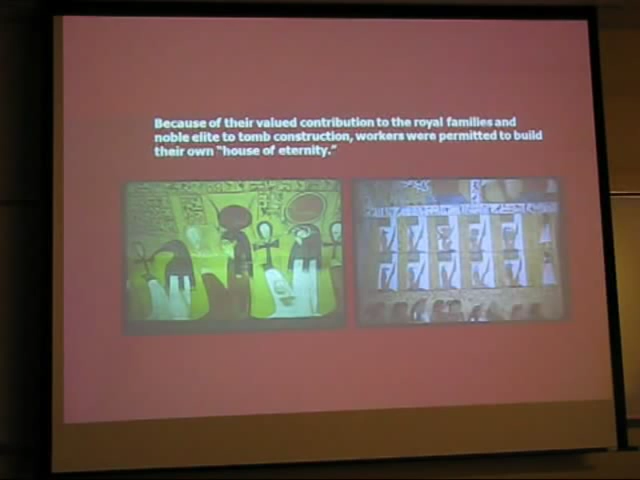 Because of their valued contribution to the royal families and
noble elite to tomb construction, workers were permitted to build
their own "house of eternity."